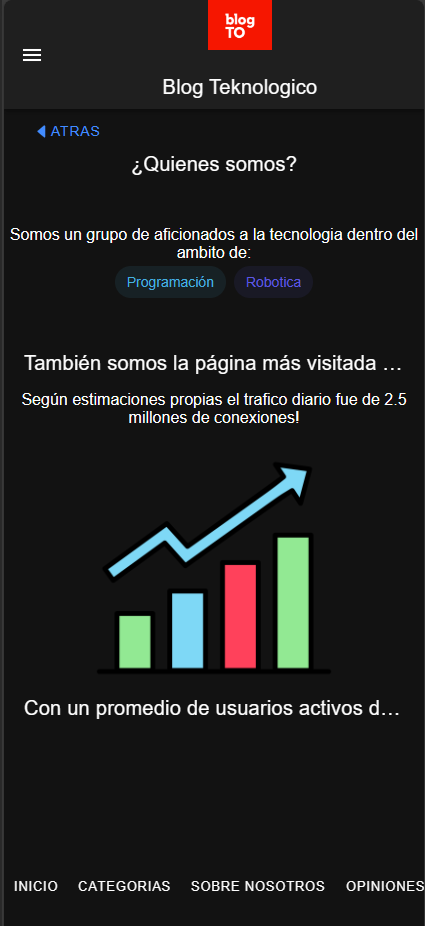 blog
TO
Blog Teknologico
ATRAS
¿Quienes somos?
Somos un grupo de aficionados a la tecnologia dentro del
ambito de:
Programación Robotica
También somos la página más visitada ...
Según estimaciones propias el trafico diario fue de 2.5
millones de conexiones!
Con un promedio de usuarios activos d...
INICIO CATEGORIAS SOBRE NOSOTROS OPINIONES